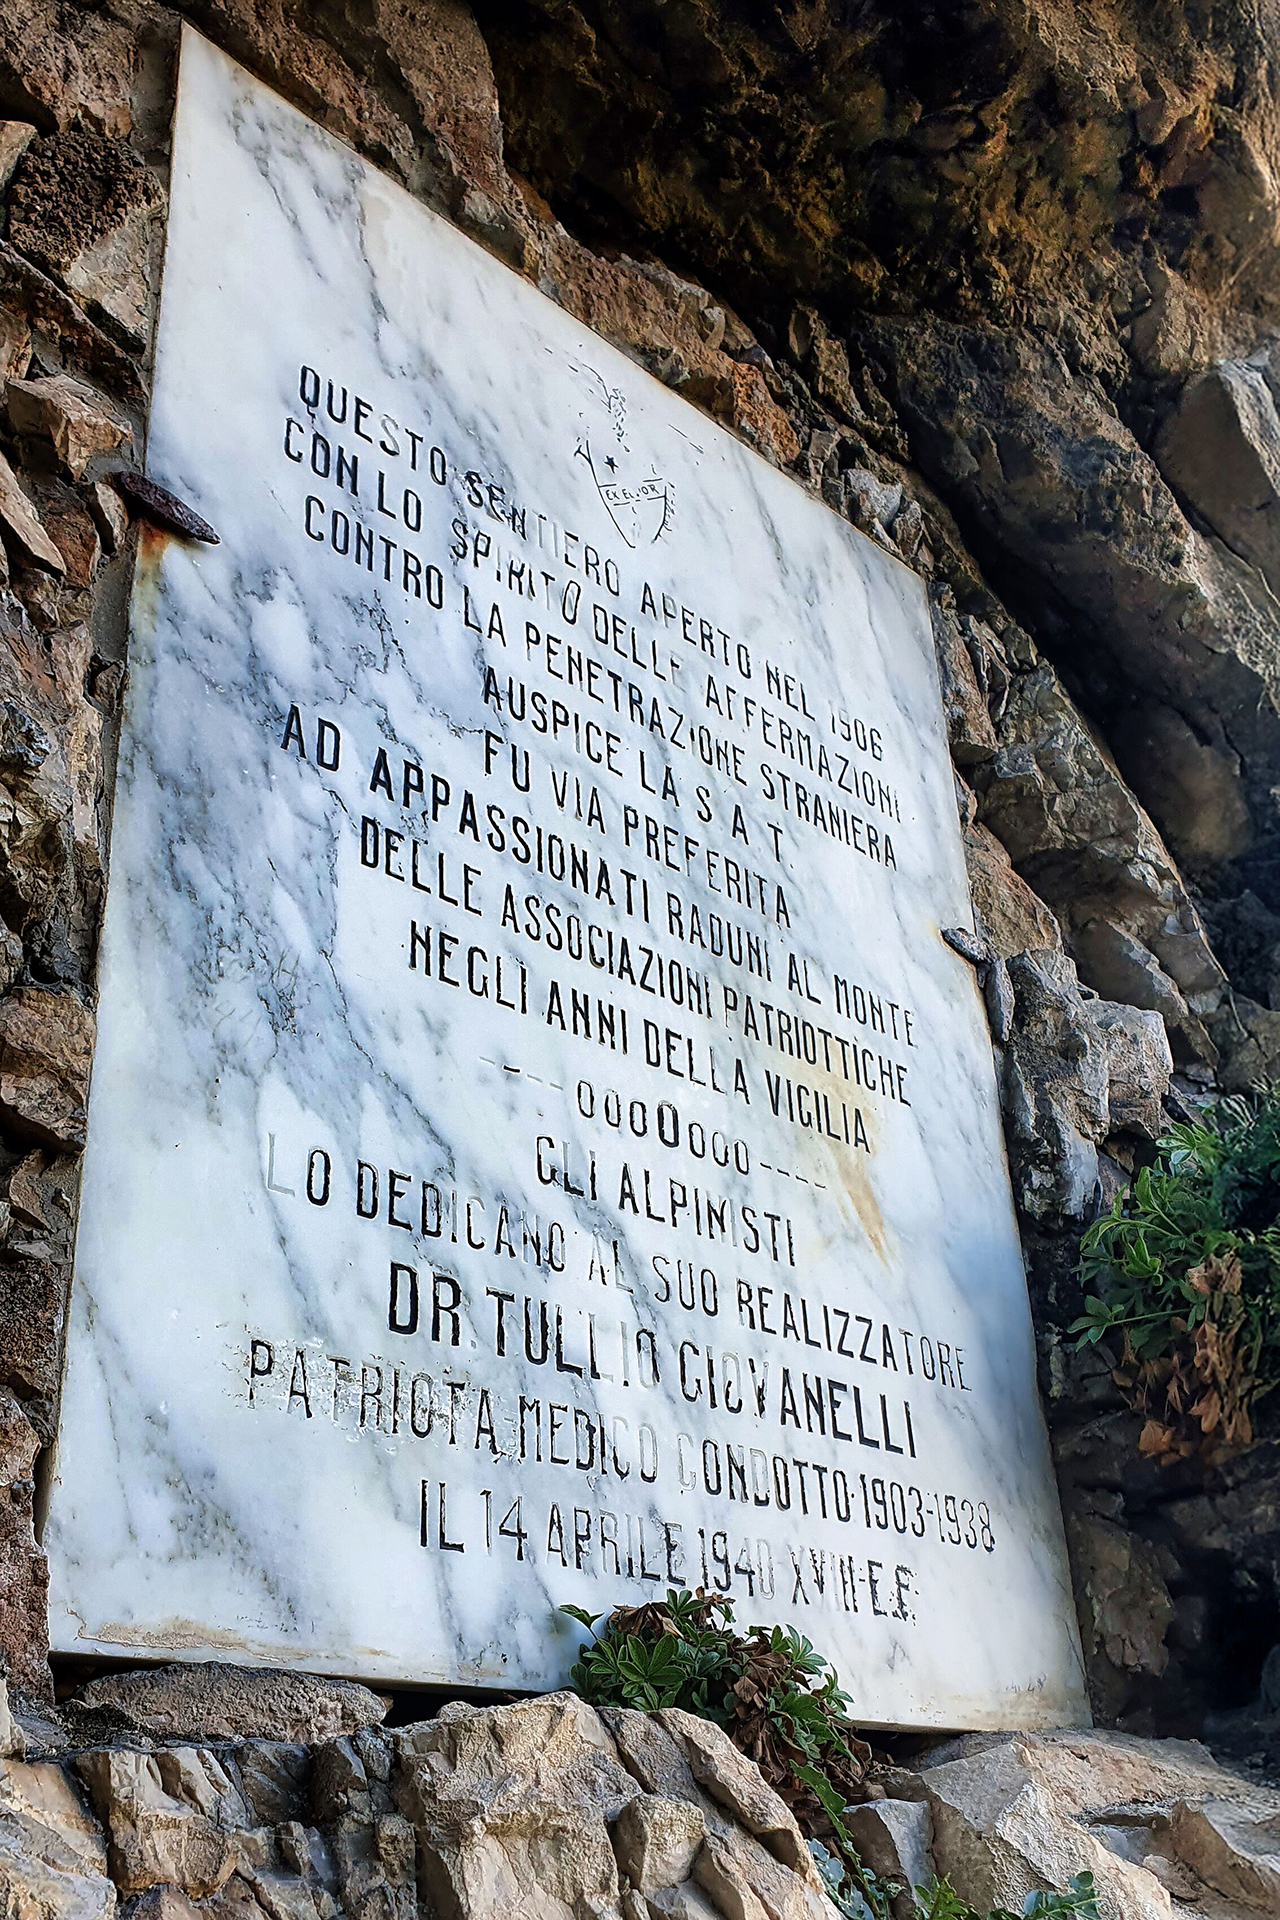 EXCELSIOR
QUESTO SENTIERO APERTO NEL 1906
CON LO SPIRITO DELLE AFFERMAZIONI
CONTRO LA PENETRAZIONE STRANIERA
AUSPICE LA S A T.
FU VIA PREFERITA
AD APPASSIONATI RADUNI AL MONTE
DELLE ASSOCIAZIONI PATRIOTTICHE
NEGLI ANNI DELLA VIGILIA
----oooOooo----
GLI ALPINISTI
LO DEDICANO AL SUO REALIZZATORE
DR. TULLIO GIOVANELLI
PATRIOTA MEDICO CONDOTTO·1903-1938
IL 14 APRILE 1940 XVIII·E.F.